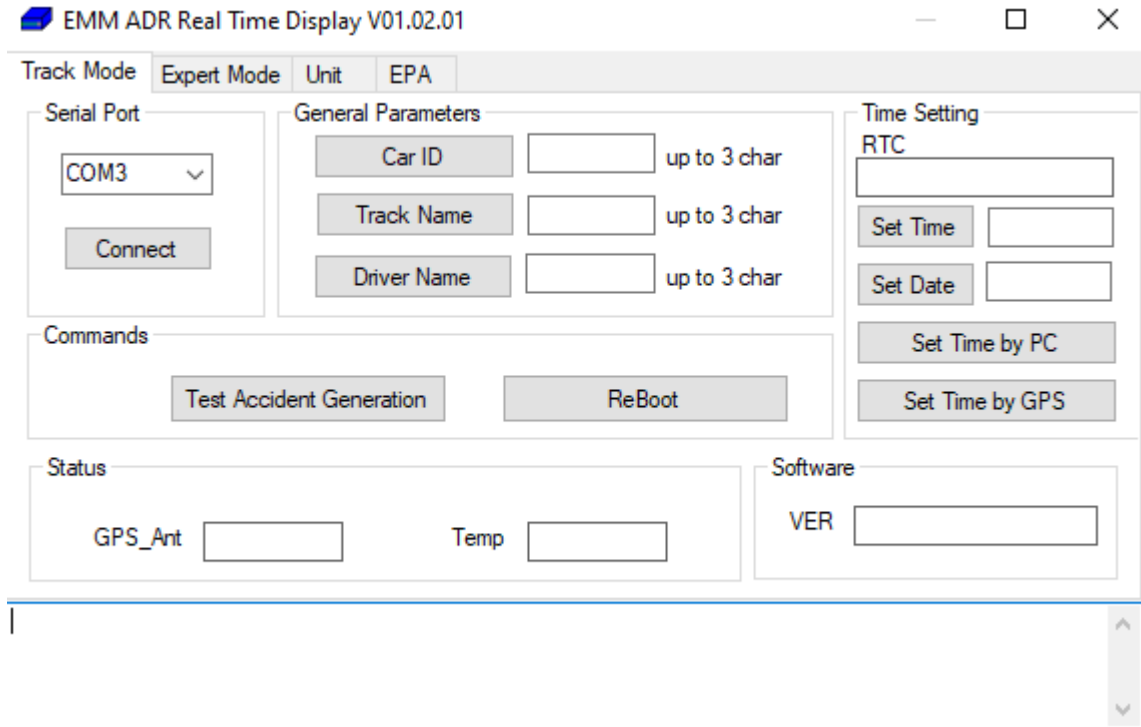 EMM ADR Real Time Display V01.02.01
Track Mode Expert Mode Unit EPA
Serial Port
COM3
Connect
General Parameters
Car ID up to 3 char
Track Name up to 3 char
Driver Name up to 3 char
Time Setting
RTC
Set Time
Set Date
Set Time by PC
Set Time by GPS
Commands
Test Accident Generation ReBoot
Status
GPS_Ant Temp
Software
VER